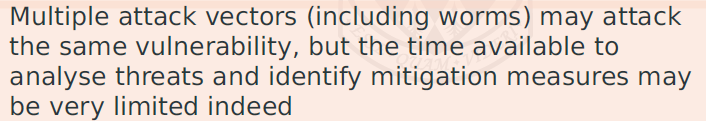 Multiple attack vectors (including worms) may attack
the same vulnerability, but the time available to
analyse threats and identify mitigation measures may
be very limited indeed